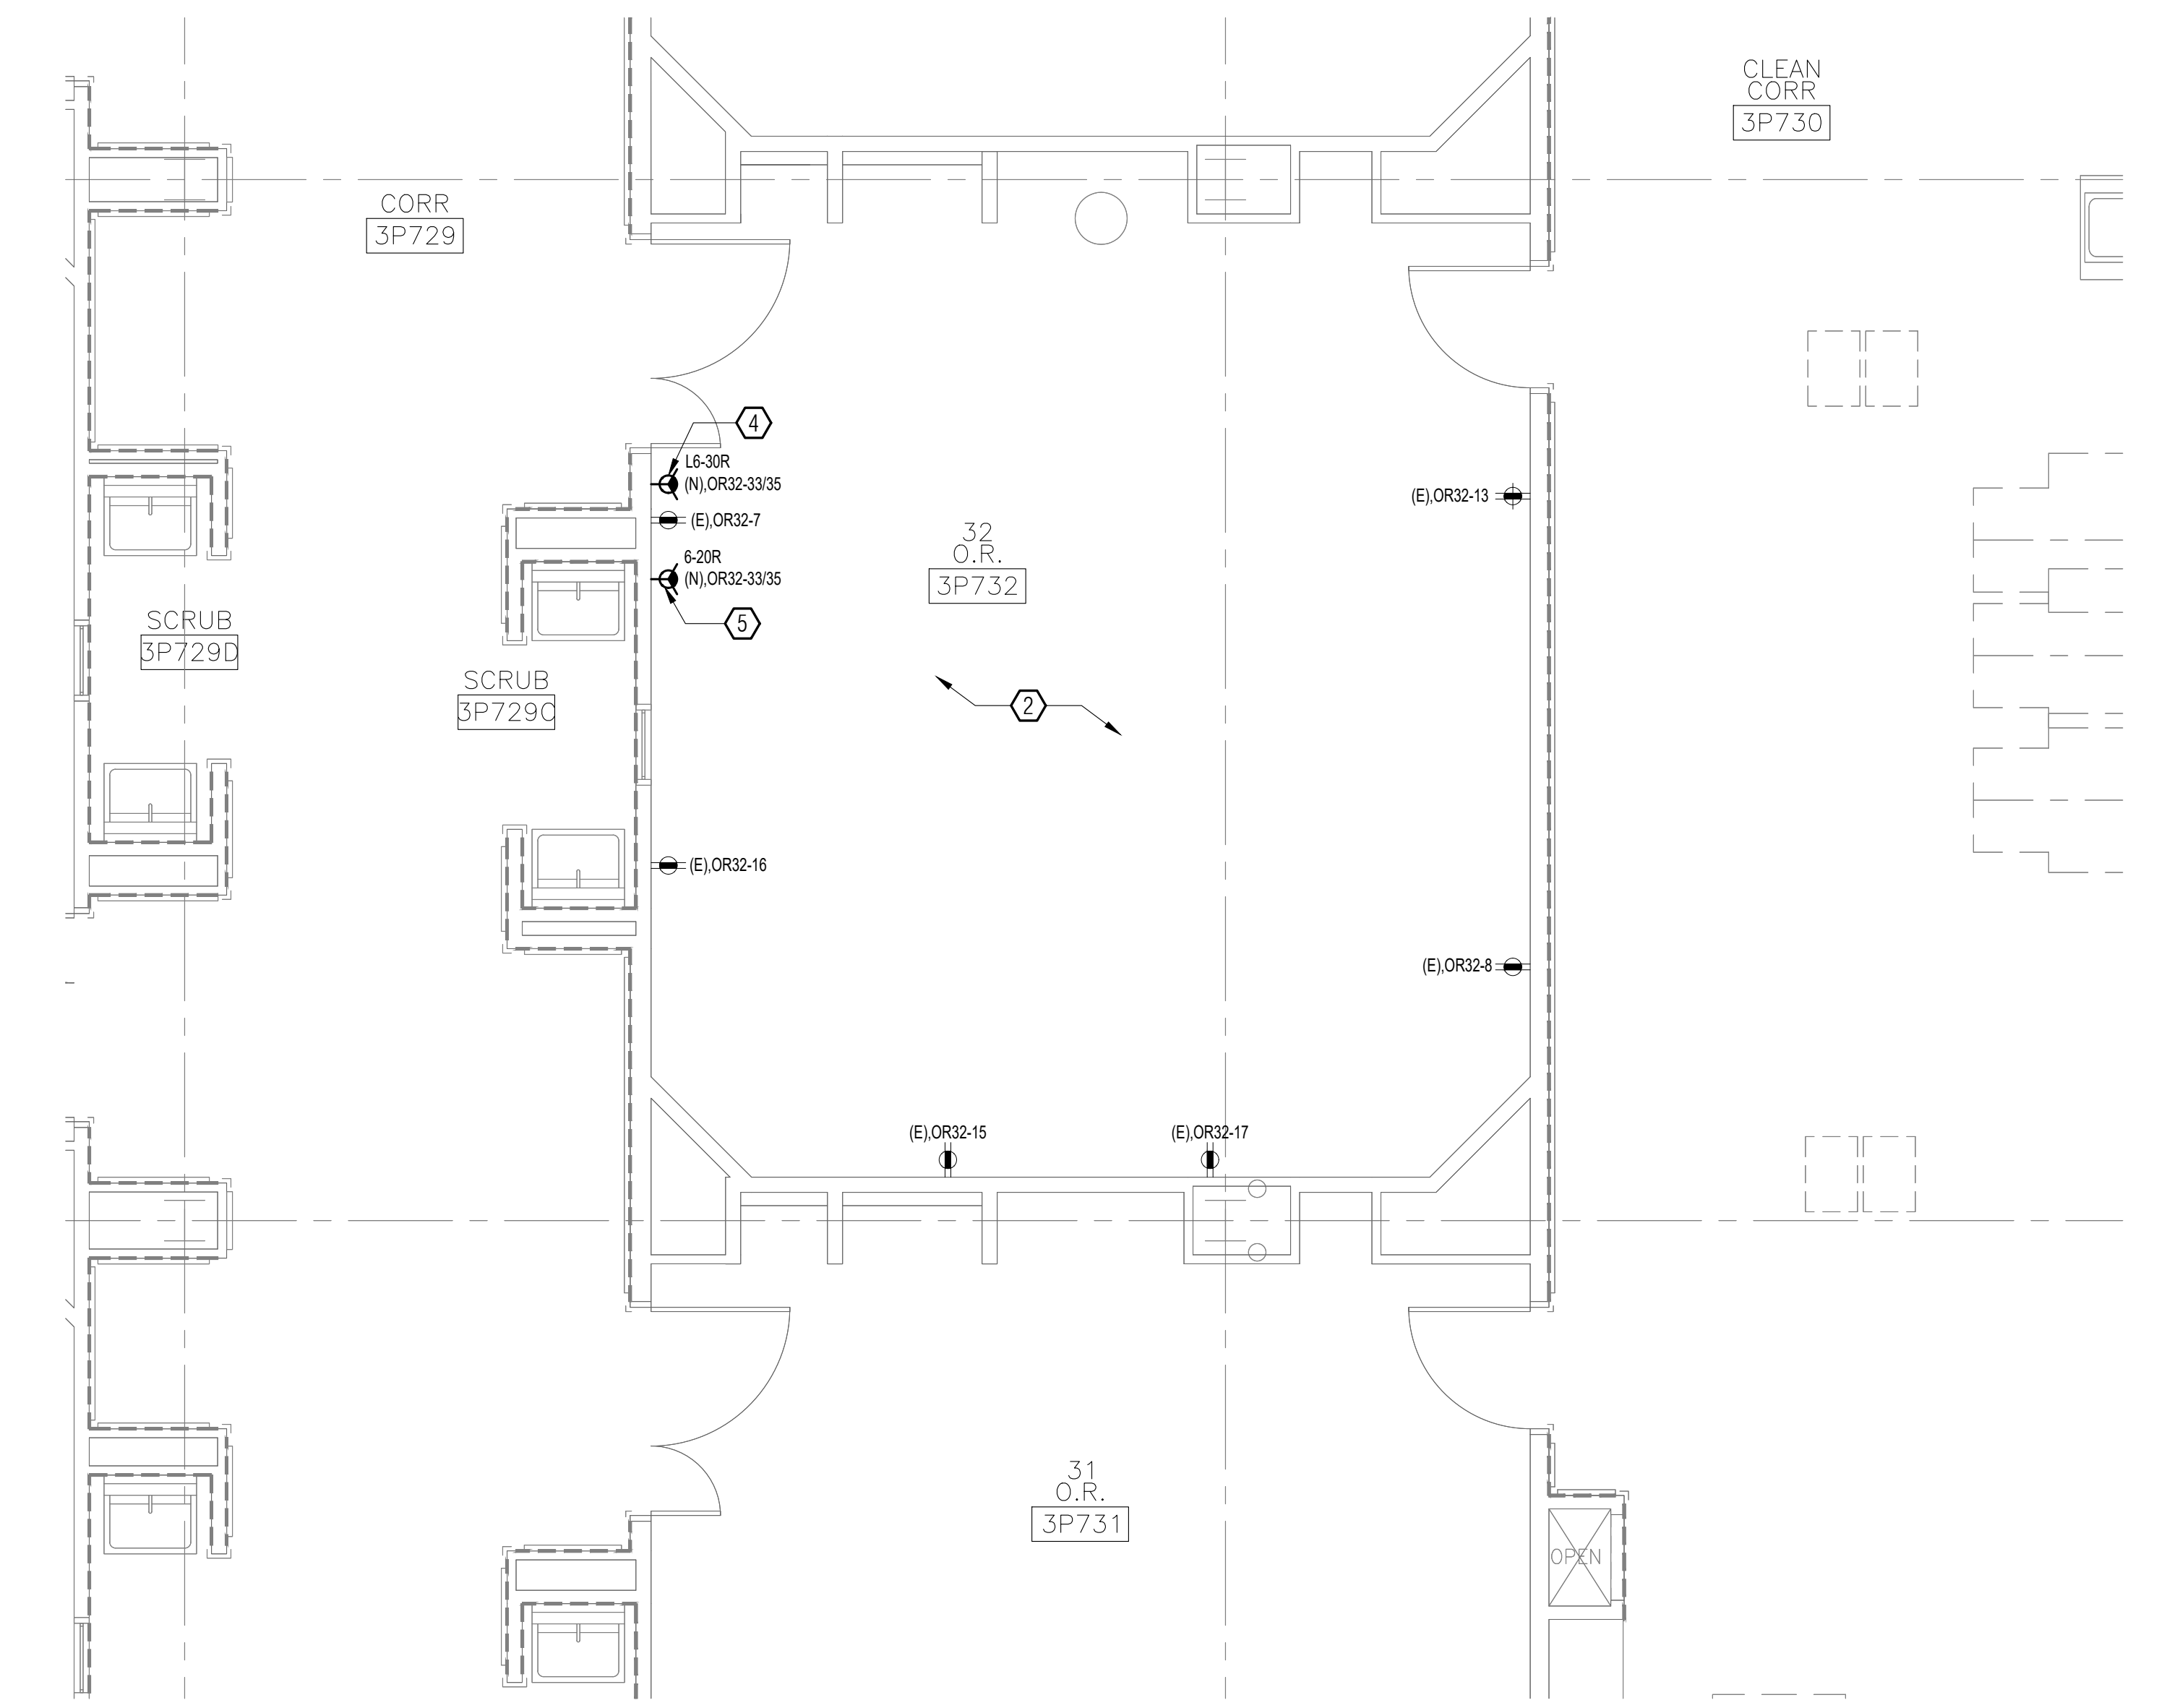 CLEAN
CORR
3P730
CORR
3P729
4
L6-30R
(N),OR32-33/35
(E),OR32-7
6-20R
(N),OR32-33/35
5
(E),OR32-13
32
O.R.
3P732
SCRUB
3P729D
SCRUB
3P729C
2
(E),OR32-16
(E),OR32-8
(E),OR32-15
(E),OR32-17
31
O.R.
3P731
OPEN